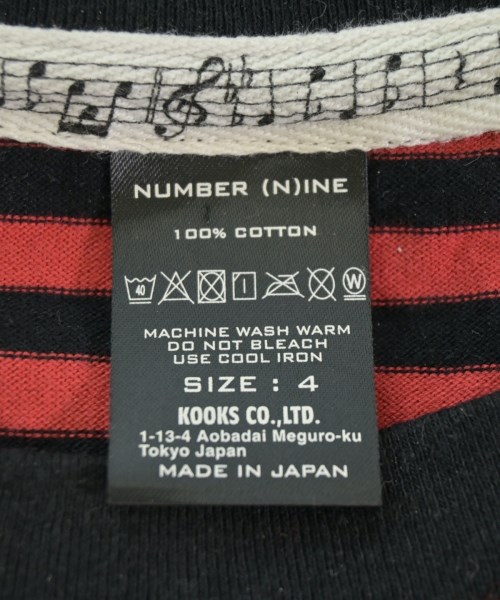 NUMBER (N)INE
100% COTTON
40 W
MACHINE WASH WARM
DO NOT BLEACH
USE COOL IRON
SIZE : 4
KOOKS CO.,LTD.
1-13-4 Aobadai Meguro-ku
Tokyo Japan
MADE IN JAPAN